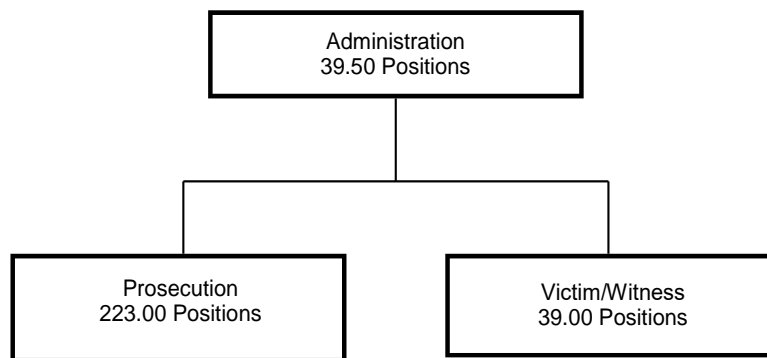 Administration
39.50 Positions
Prosecution
223.00 Positions
Victim/Witness
39.00 Positions